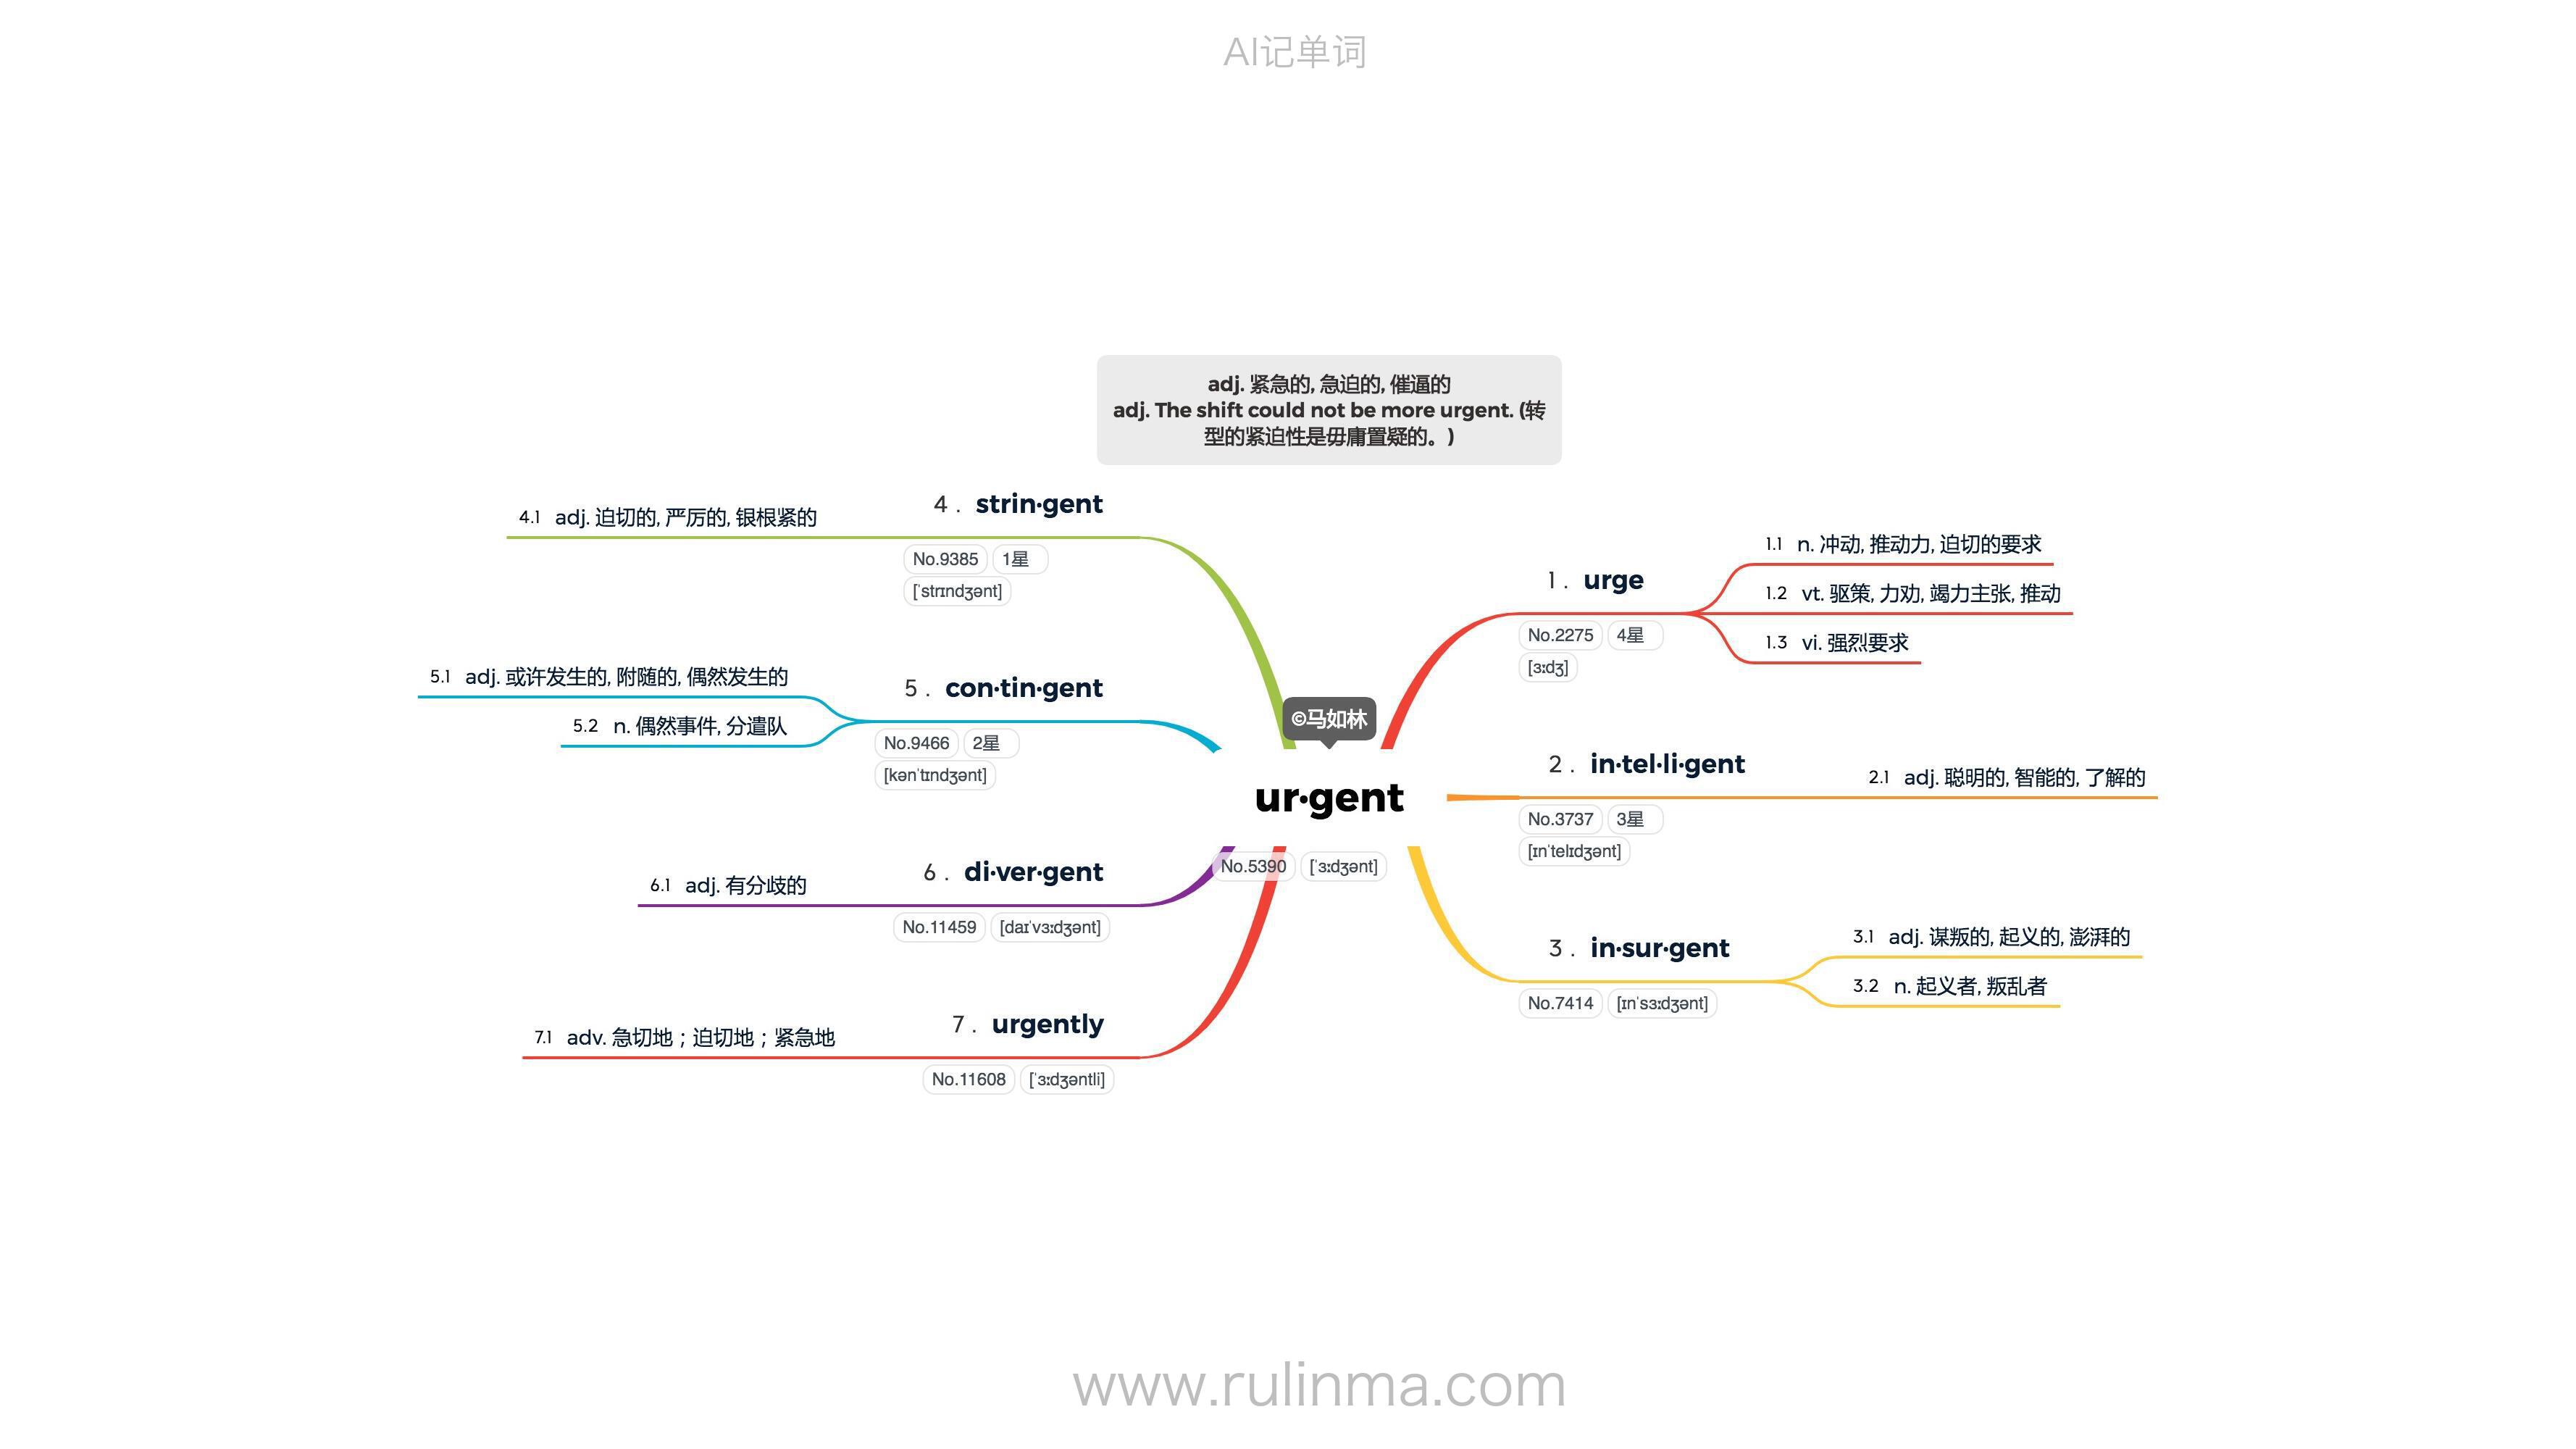 AI记单词
adj. 紧急的, 急迫的, 催逼的
adj. The shift could not be more urgent. (转
型的紧迫性是毋庸置疑的。)
©马如林
ur·gent
No.5390 [ˈɜːdʒənt]
1. urge
No.2275 4星
[ɜːdʒ]
1.1 n. 冲动, 推动力, 迫切的要求
1.2 vt. 驱策, 力劝, 竭力主张, 推动
1.3 vi. 强烈要求
2. in·tel·li·gent
No.3737 3星
[ɪnˈtelɪdʒənt]
2.1 adj. 聪明的, 智能的, 了解的
3. in·sur·gent
No.7414 [ɪnˈsɜːdʒənt]
3.1 adj. 谋叛的, 起义的, 澎湃的
3.2 n. 起义者, 叛乱者
4. strin·gent
No.9385 1星
[ˈstrɪndʒənt]
4.1 adj. 迫切的, 严厉的, 银根紧的
5. con·tin·gent
No.9466 2星
[kənˈtɪndʒənt]
5.1 adj. 或许发生的, 附随的, 偶然发生的
5.2 n. 偶然事件, 分遣队
6. di·ver·gent
No.11459 [daɪˈvɜːdʒənt]
6.1 adj. 有分歧的
7. urgently
No.11608 [ˈɜːdʒəntli]
7.1 adv. 急切地；迫切地；紧急地
www.rulinma.com